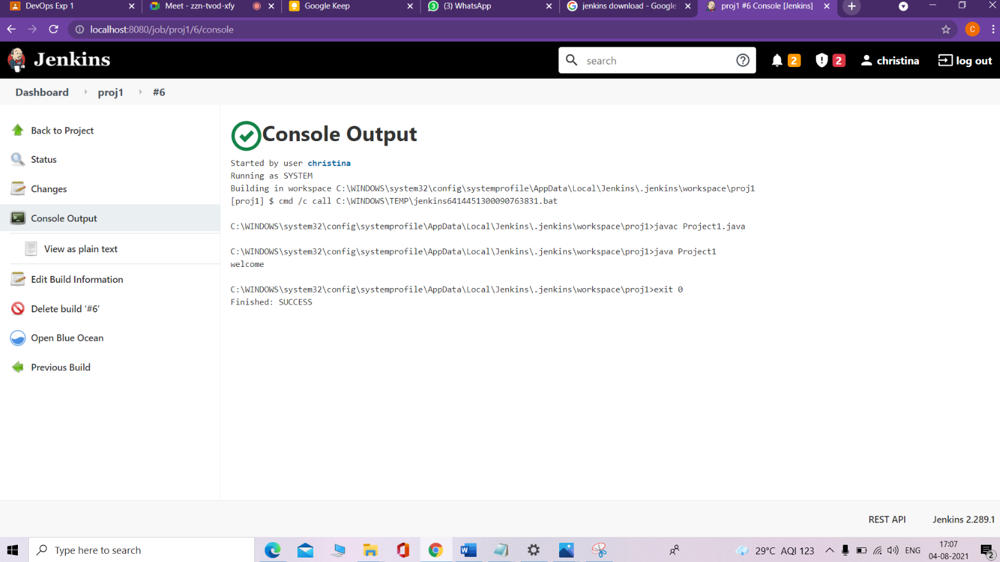 DevOps Exp 1
Meet - zzn-tvod-xfy
Google Keep
(3) WhatsApp
jenkins download - Google
proj1 #6 Console [Jenkins]
localhost:8080/job/proj1/6/console
C
Jenkins
search
2
2
christina
log out
Dashboard
proj1
#6
Back to Project
Status
Changes
Console Output
View as plain text
Edit Build Information
Delete build ‘#6’
Open Blue Ocean
Previous Build
Console Output
Started by user christina
Running as SYSTEM
Building in workspace C:\WINDOWS\system32\config\systemprofile\AppData\Local\Jenkins\.jenkins\workspace\proj1
[proj1] $ cmd /c call C:\WINDOWS\TEMP\jenkins6414451300090763831.bat
C:\WINDOWS\system32\config\systemprofile\AppData\Local\Jenkins\.jenkins\workspace\proj1>javac Project1.java
C:\WINDOWS\system32\config\systemprofile\AppData\Local\Jenkins\.jenkins\workspace\proj1>java Project1
welcome
C:\WINDOWS\system32\config\systemprofile\AppData\Local\Jenkins\.jenkins\workspace\proj1>exit 0
Finished: SUCCESS
REST API
Jenkins 2.289.1
Type here to search
29°C AQI 123
ENG
17:07
04-08-2021
2